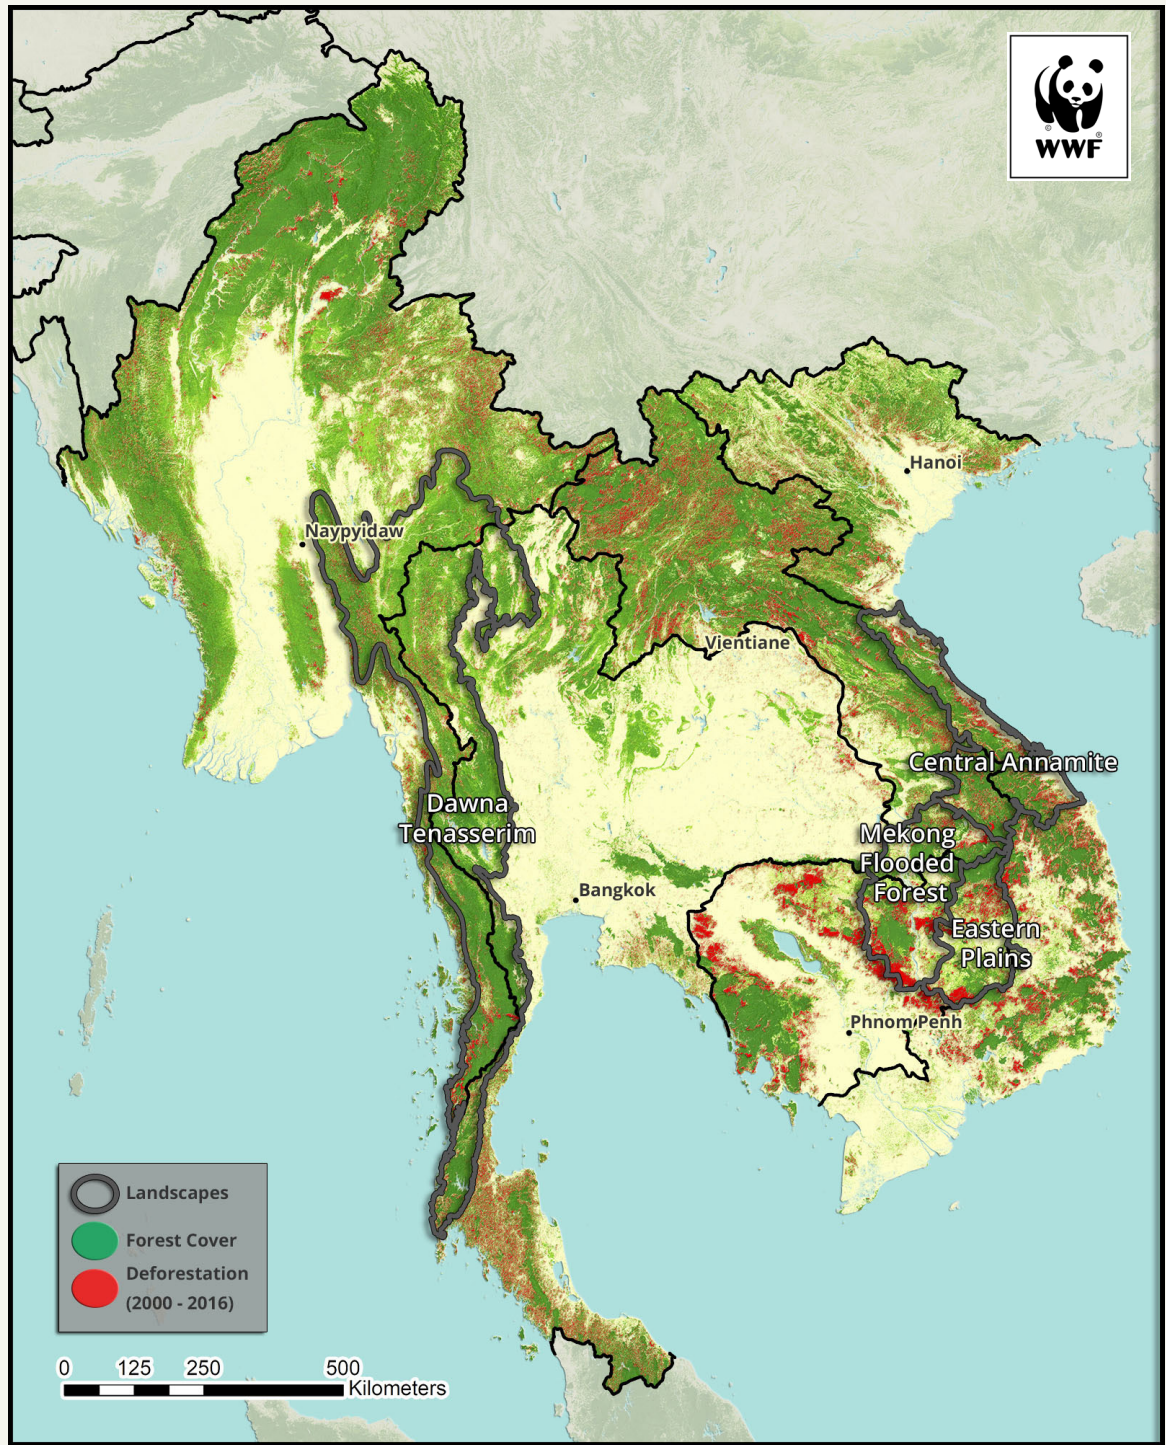 ©
®
WWF
Hanoi
Naypyidaw
Vientiane
Central Annamite
Dawna
Tenasserim
Mekong
Flooded
Forest
Bangkok
Eastern
Plains
Phnom Penh
Landscapes
Forest Cover
Deforestation
(2000 - 2016)
0 125 250 500
Kilometers